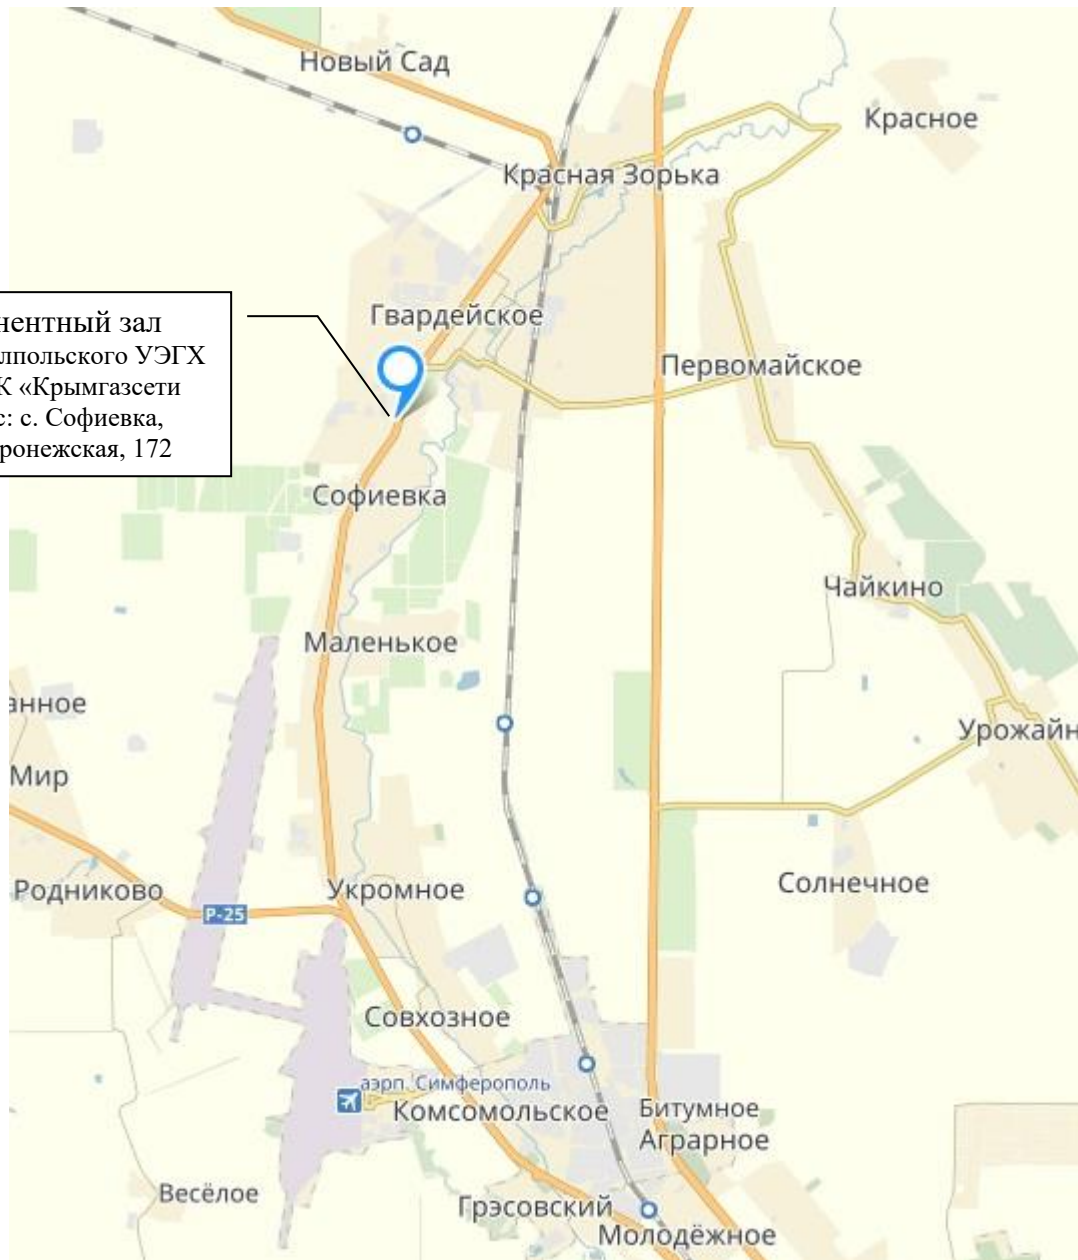 Новый Сад
Красное
Красная Зорька
нентный зал
лпольского УЭГХ
К «Крымгазсети
с: с. Софиевка,
ронежская, 172
Гвардейское
Первомайское
Софиевка
Чайкино
Маленькое
анное
Урожайн
Мир
Родниково
Укромное
Солнечное
Р-25
Совхозное
аэрп. Симферополь
Комсомольское
Битумное
Аграрное
Весёлое
Грэсовский
Молодёжное